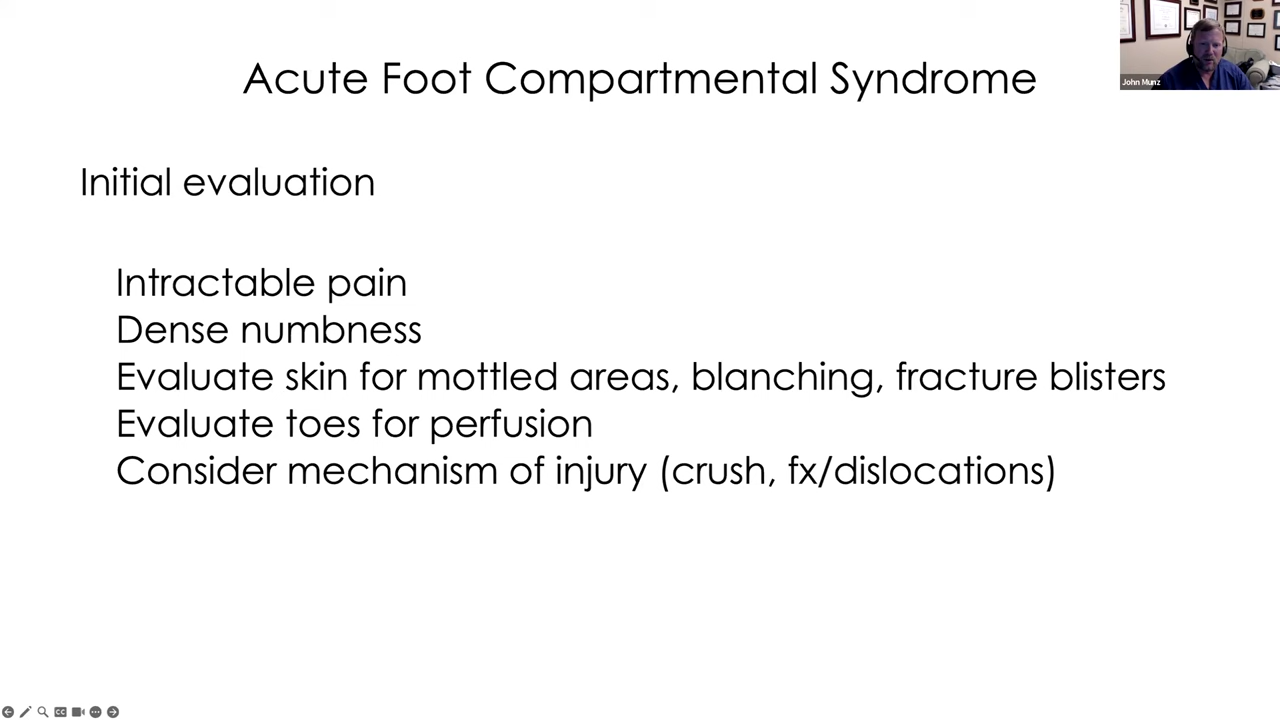 Acute Foot Compartmental Syndrome
John Munz
Initial evaluation
Intractable pain
Dense numbness
Evaluate skin for mottled areas, blanching, fracture blisters
Evaluate toes for perfusion
Consider mechanism of injury (crush, fx/dislocations)
CC